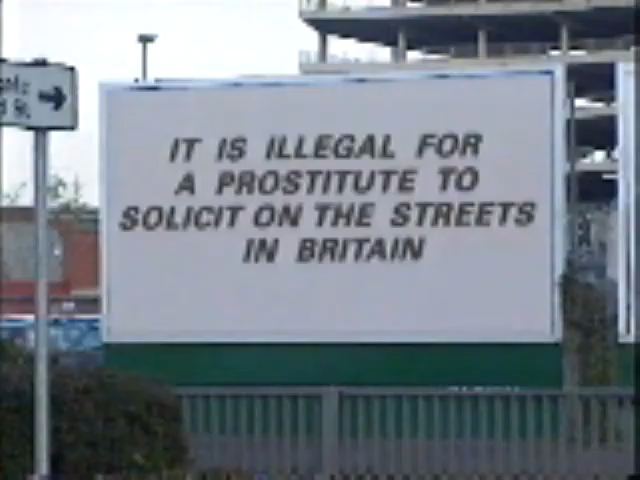 IT IS ILLEGAL FOR
A PROSTITUTE TO
SOLICIT ON THE STREETS
IN BRITAIN